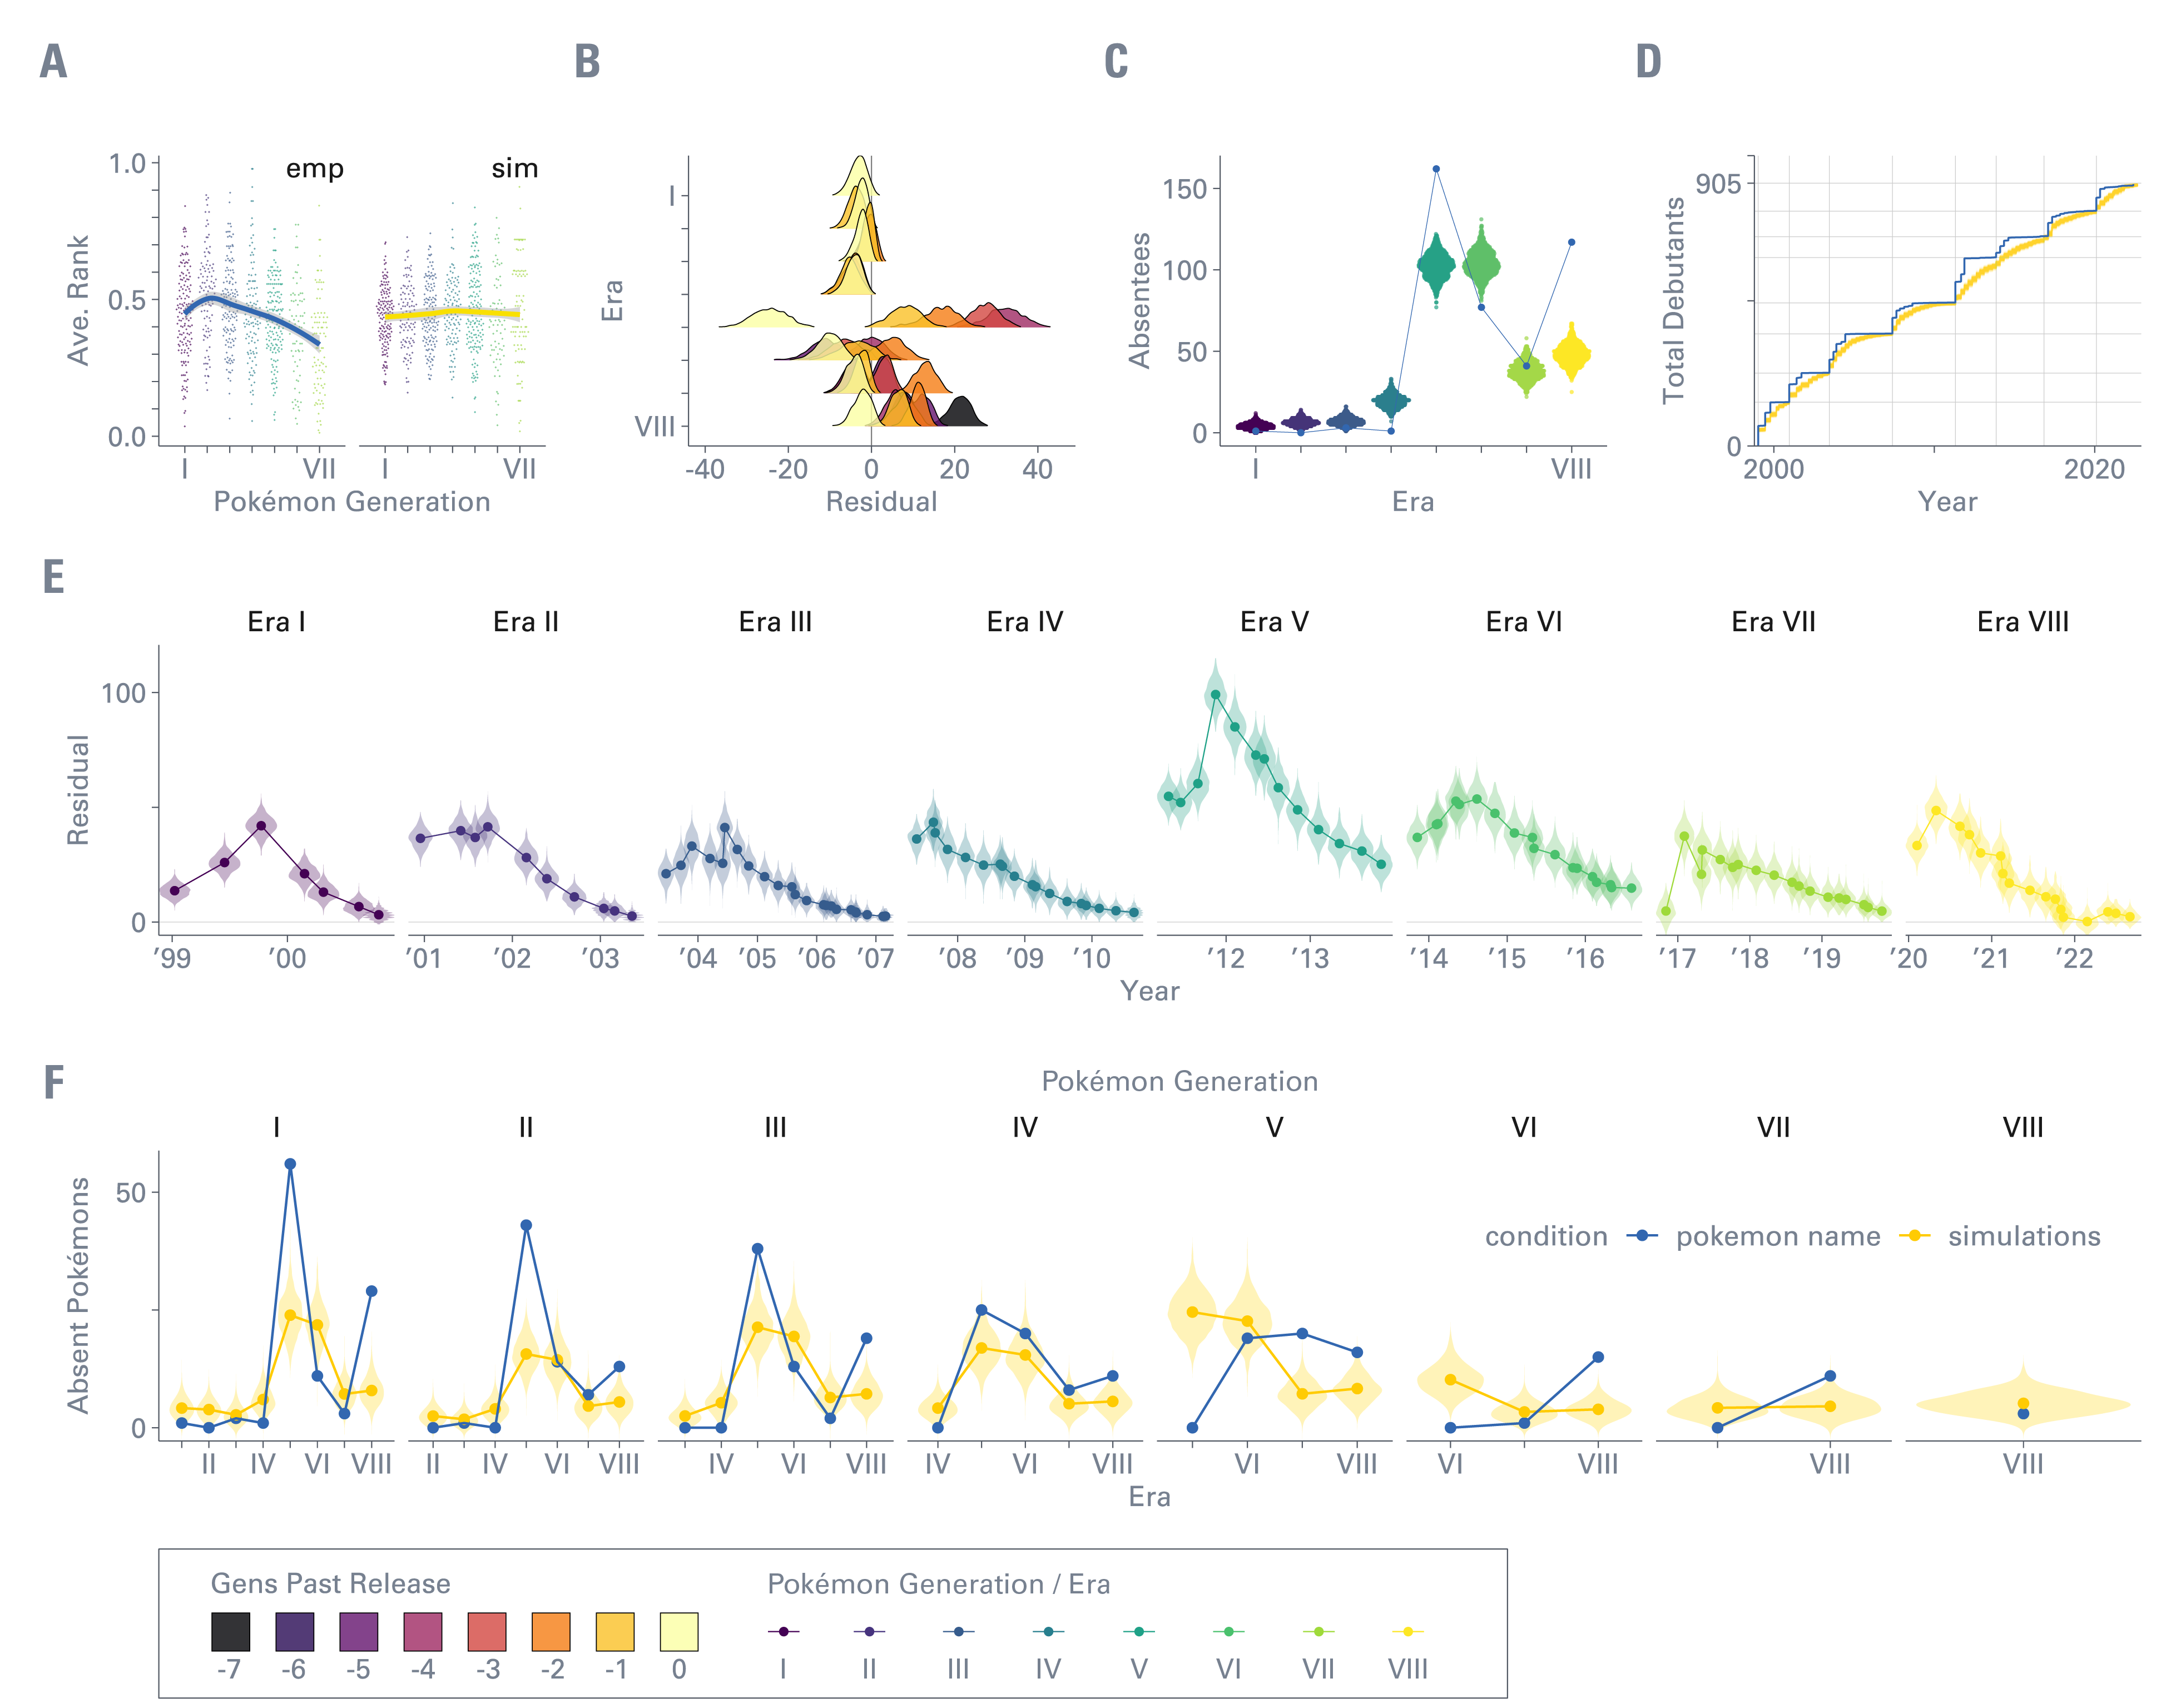 A B C D
1.0
0.5
0.0
Ave. Rank
emp sim
I VII I VII
Pokémon Generation
I
VIII
Era
-40 -20 0 20 40
Residual
150
100
50
0
Absentees
I VIII
Era
905
0
Total Debutants
2000 2020
Year
E
Era I Era II Era III Era IV Era V Era VI Era VII Era VIII
100
0
Residual
’99 ’00 ’01 ’02 ’03 ’04 ’05 ’06 ’07 ’08 ’09 ’10 ’12 ’13 ’14 ’15 ’16 ’17 ’18 ’19 ’20 ’21 ’22
Year
F
Pokémon Generation
I II III IV V VI VII VIII
50
0
Absent Pokémons
condition pokemon name simulations
II IV VI VIII II IV VI VIII IV VI VIII IV VI VIII VI VIII VI VIII VIII VIII
Era
Gens Past Release
-7 -6 -5 -4 -3 -2 -1 0
Pokémon Generation / Era
I II III IV V VI VII VIII